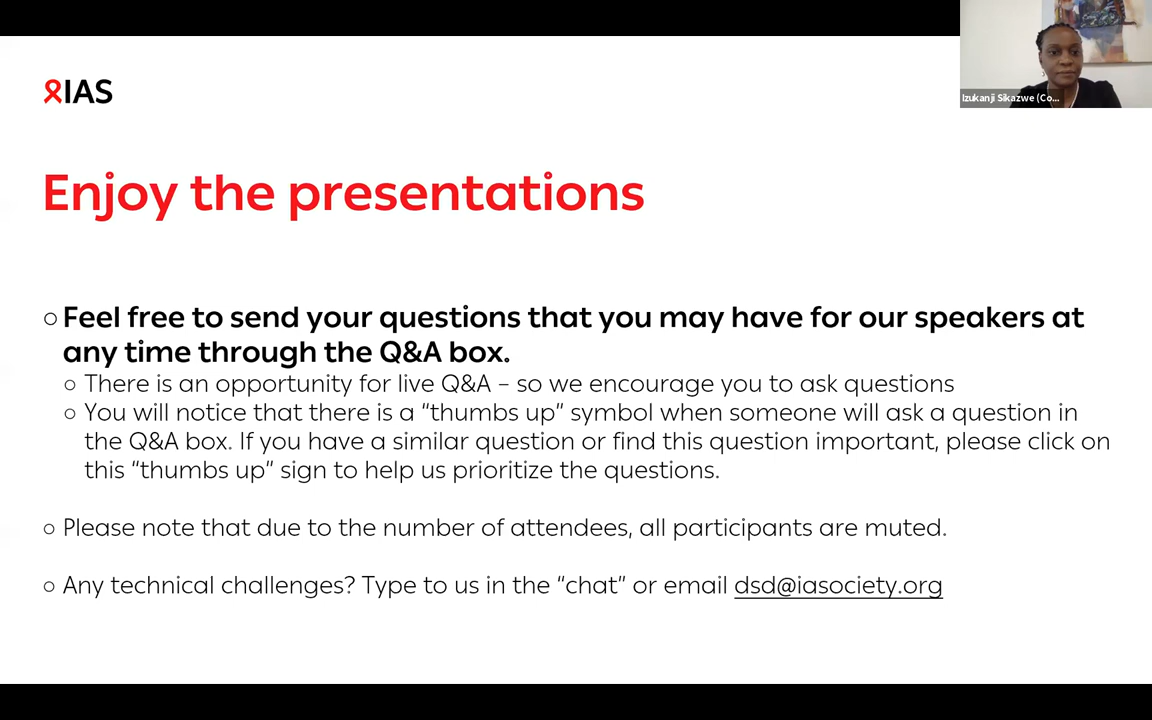 IAS
Izukanji Sikazwe (Co...
Enjoy the presentations
○ Feel free to send your questions that you may have for our speakers at
any time through the Q&A box.
○ There is an opportunity for live Q&A – so we encourage you to ask questions
○ You will notice that there is a “thumbs up” symbol when someone will ask a question in
the Q&A box. If you have a similar question or find this question important, please click on
this “thumbs up” sign to help us prioritize the questions.
○ Please note that due to the number of attendees, all participants are muted.
○ Any technical challenges? Type to us in the “chat” or email dsd@iasociety.org